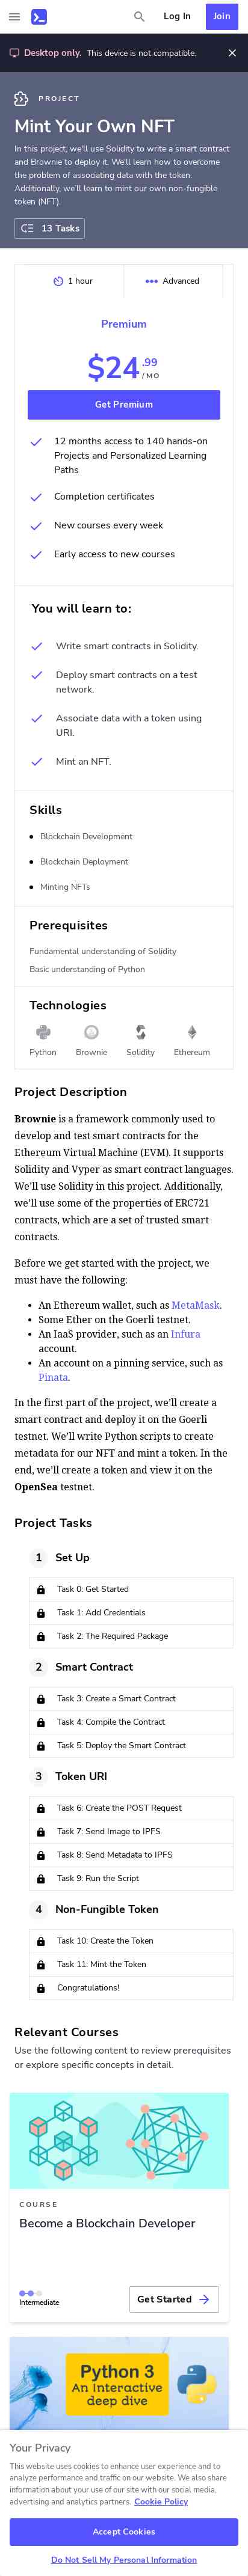 Log In
Join
Desktop only. This device is not compatible.
PROJECT
Mint Your Own NFT
In this project, we'll use Solidity to write a smart contract
and Brownie to deploy it. We'll learn how to overcome
the problem of associating data with the token.
Additionally, we'll learn to mint our own non-fungible
token (NFT).
13 Tasks
1 hour
Advanced
Premium
$24.99
/ MO
Get Premium
12 months access to 140 hands-on
Projects and Personalized Learning
Paths
Completion certificates
New courses every week
Early access to new courses
You will learn to:
Write smart contracts in Solidity.
Deploy smart contracts on a test
network.
Associate data with a token using
URI.
Mint an NFT.
Skills
Blockchain Development
Blockchain Deployment
Minting NFTs
Prerequisites
Fundamental understanding of Solidity
Basic understanding of Python
Technologies
Python
Brownie
Solidity
Ethereum
Project Description
Brownie is a framework commonly used to
develop and test smart contracts for the
Ethereum Virtual Machine (EVM). It supports
Solidity and Vyper as smart contract languages.
We'll use Solidity in this project. Additionally,
we'll use some of the properties of ERC721
contracts, which are a set of trusted smart
contracts.
Before we get started with the project, we
must have the following:
• An Ethereum wallet, such as MetaMask.
• Some Ether on the Goerli testnet.
• An IaaS provider, such as an Infura
account.
• An account on a pinning service, such as
Pinata.
In the first part of the project, we'll create a
smart contract and deploy it on the Goerli
testnet. We'll write Python scripts to create
metadata for our NFT and mint a token. In the
end, we'll create a token and view it on the
OpenSea testnet.
Project Tasks
1 Set Up
Task 0: Get Started
Task 1: Add Credentials
Task 2: The Required Package
2 Smart Contract
Task 3: Create a Smart Contract
Task 4: Compile the Contract
Task 5: Deploy the Smart Contract
3 Token URI
Task 6: Create the POST Request
Task 7: Send Image to IPFS
Task 8: Send Metadata to IPFS
Task 9: Run the Script
4 Non-Fungible Token
Task 10: Create the Token
Task 11: Mint the Token
Congratulations!
Relevant Courses
Use the following content to review prerequisites
or explore specific concepts in detail.
COURSE
Become a Blockchain Developer
Intermediate
Get Started
Python 3
An Interactive
deep dive
Your Privacy
This website uses cookies to enhance user experience and to
analyze performance and traffic on our website. We also share
information about your use of our site with our social media,
advertising and analytics partners. Cookie Policy
Accept Cookies
Do Not Sell My Personal Information